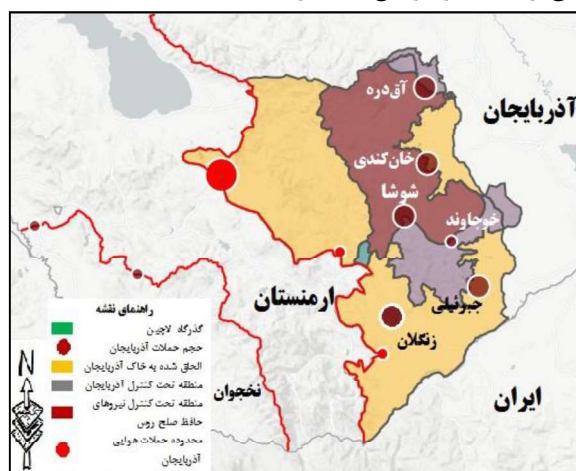 آق‌دره
آذربایجان
خان‌کندی
شوشا
خوجاوند
ارمنستان
جبرئیلی
زنگلان
نخجوان
ایران
راهنمای نقشه
گذرگاه لاچین
حجم حملات آذربایجان
الحاق شده به خاک آذربایجان
منطقه تحت کنترل آذربایجان
منطقه تحت کنترل نیروهای
حافظ صلح روس
محدوده حملات هوایی
آذربایجان
N